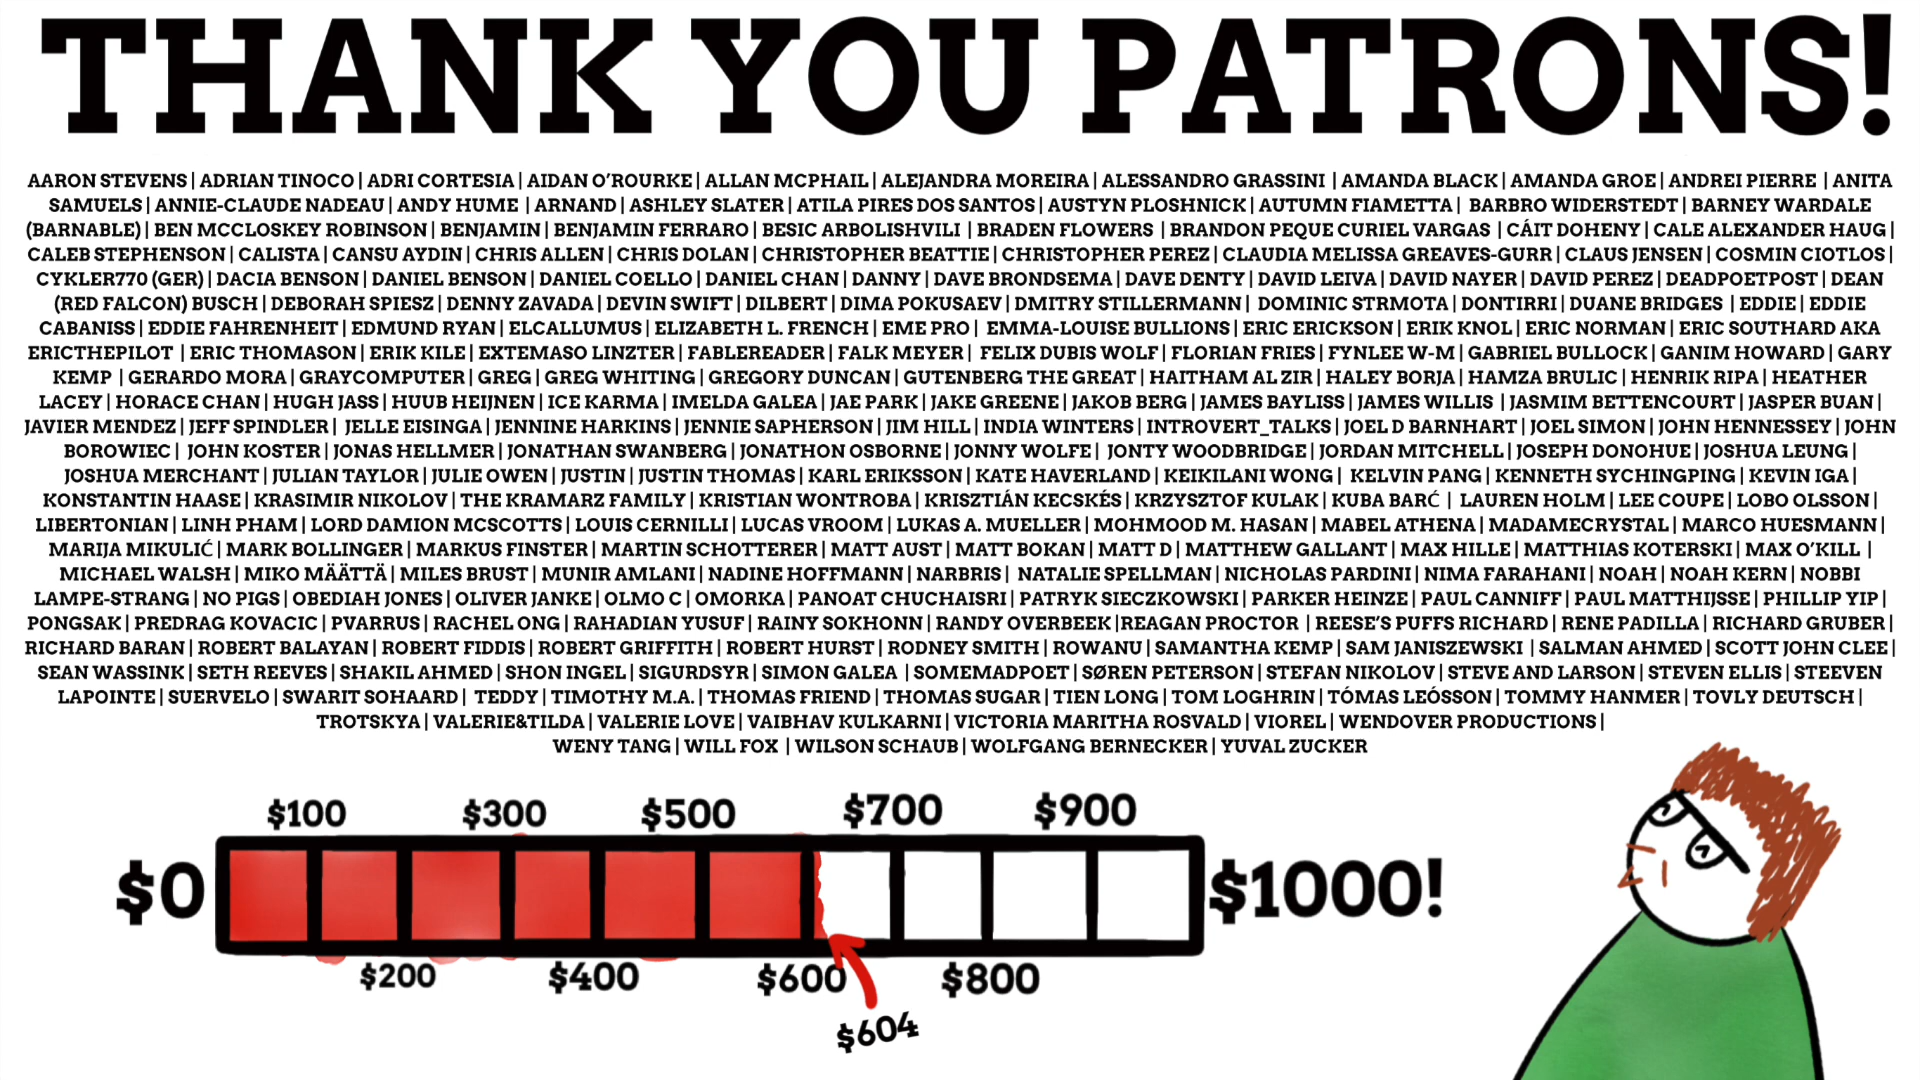 THANK YOU PATRONS!
AARON STEVENS | ADRIAN TINOCO | ADRI CORTESIA | AIDAN O’ROURKE | ALLAN MCPHAIL | ALEJANDRA MOREIRA | ALESSANDRO GRASSINI | AMANDA BLACK | AMANDA GROE | ANDREI PIERRE | ANITA
SAMUELS | ANNIE-CLAUDE NADEAU | ANDY HUME | ARNAND | ASHLEY SLATER | ATILA PIRES DOS SANTOS | AUSTYN PLOSHNICK | AUTUMN FIAMETTA | BARBRO WIDERSTEDT | BARNEY WARDALE
(BARNABLE) | BEN MCCLOSKEY ROBINSON | BENJAMIN | BENJAMIN FERRARO | BESIC ARBOLISHVILI | BRADEN FLOWERS | BRANDON PEQUE CURIEL VARGAS | CÁIT DOHENY | CALE ALEXANDER HAUG |
CALEB STEPHENSON | CALISTA | CANSU AYDIN | CHRIS ALLEN | CHRIS DOLAN | CHRISTOPHER BEATTIE | CHRISTOPHER PEREZ | CLAUDIA MELISSA GREAVES-GURR | CLAUS JENSEN | COSMIN CIOTLOS |
CYKLER770 (GER) | DACIA BENSON | DANIEL BENSON | DANIEL COELLO | DANIEL CHAN | DANNY | DAVE BRONDSEMA | DAVE DENTY | DAVID LEIVA | DAVID NAYER | DAVID PEREZ | DEADPOETPOST | DEAN
(RED FALCON) BUSCH | DEBORAH SPIESZ | DENNY ZAVADA | DEVIN SWIFT | DILBERT | DIMA POKUSAEV | DMITRY STILLERMANN | DOMINIC STRMOTA | DONTIRRI | DUANE BRIDGES | EDDIE | EDDIE
CABANISS | EDDIE FAHRENHEIT | EDMUND RYAN | ELCALLUMUS | ELIZABETH L. FRENCH | EME PRO | EMMA-LOUISE BULLIONS | ERIC ERICKSON | ERIK KNOL | ERIC NORMAN | ERIC SOUTHARD AKA
ERICTHEPILOT | ERIC THOMASON | ERIK KILE | EXTEMASO LINZTER | FABLEREADER | FALK MEYER | FELIX DUBIS WOLF | FLORIAN FRIES | FYNLEE W-M | GABRIEL BULLOCK | GANIM HOWARD | GARY
KEMP | GERARDO MORA | GRAYCOMPUTER | GREG | GREG WHITING | GREGORY DUNCAN | GUTENBERG THE GREAT | HAITHAM AL ZIR | HALEY BORJA | HAMZA BRULIC | HENRIK RIPA | HEATHER
LACEY | HORACE CHAN | HUGH JASS | HUUB HEIJNEN | ICE KARMA | IMELDA GALEA | JAE PARK | JAKE GREENE | JAKOB BERG | JAMES BAYLISS | JAMES WILLIS | JASMIM BETTENCOURT | JASPER BUAN |
JAVIER MENDEZ | JEFF SPINDLER | JELLE EISINGA | JENNINE HARKINS | JENNIE SAPHERSON | JIM HILL | INDIA WINTERS | INTROVERT_TALKS | JOEL D BARNHART | JOEL SIMON | JOHN HENNESSEY | JOHN
BOROWIEC | JOHN KOSTER | JONAS HELLMER | JONATHAN SWANBERG | JONATHON OSBORNE | JONNY WOLFE | JONTY WOODBRIDGE | JORDAN MITCHELL | JOSEPH DONOHUE | JOSHUA LEUNG |
JOSHUA MERCHANT | JULIAN TAYLOR | JULIE OWEN | JUSTIN | JUSTIN THOMAS | KARL ERIKSSON | KATE HAVERLAND | KEIKILANI WONG | KELVIN PANG | KENNETH SYCHINGPING | KEVIN IGA |
KONSTANTIN HAASE | KRASIMIR NIKOLOV | THE KRAMARZ FAMILY | KRISTIAN WONTROBA | KRISZTIÁN KECSKÉS | KRZYSZTOF KULAK | KUBA BARĆ | LAUREN HOLM | LEE COUPE | LOBO OLSSON |
LIBERTONIAN | LINH PHAM | LORD DAMION MCSCOTTS | LOUIS CERNILLI | LUCAS VROOM | LUKAS A. MUELLER | MOHMOOD M. HASAN | MABEL ATHENA | MADAMECRYSTAL | MARCO HUESMANN |
MARIJA MIKULIĆ | MARK BOLLINGER | MARKUS FINSTER | MARTIN SCHOTTERER | MATT AUST | MATT BOKAN | MATT D | MATTHEW GALLANT | MAX HILLE | MATTHIAS KOTERSKI | MAX O’KILL |
MICHAEL WALSH | MIKO MÄÄTTÄ | MILES BRUST | MUNIR AMLANI | NADINE HOFFMANN | NARBRIS | NATALIE SPELLMAN | NICHOLAS PARDINI | NIMA FARAHANI | NOAH | NOAH KERN | NOBBI
LAMPE-STRANG | NO PIGS | OBEDIAH JONES | OLIVER JANKE | OLMO C | OMORKA | PANOAT CHUCHAISRI | PATRYK SIECZKOWSKI | PARKER HEINZE | PAUL CANNIFF | PAUL MATTHIJSSE | PHILLIP YIP |
PONGSAK | PREDRAG KOVACIC | PVARRUS | RACHEL ONG | RAHADIAN YUSUF | RAINY SOKHONN | RANDY OVERBEEK |REAGAN PROCTOR | REESE’S PUFFS RICHARD | RENE PADILLA | RICHARD GRUBER |
RICHARD BARAN | ROBERT BALAYAN | ROBERT FIDDIS | ROBERT GRIFFITH | ROBERT HURST | RODNEY SMITH | ROWANU | SAMANTHA KEMP | SAM JANISZEWSKI | SALMAN AHMED | SCOTT JOHN CLEE |
SEAN WASSINK | SETH REEVES | SHAKIL AHMED | SHON INGEL | SIGURDSYR | SIMON GALEA | SOMEMADPOET | SØREN PETERSON | STEFAN NIKOLOV | STEVE AND LARSON | STEVEN ELLIS | STEEVEN
LAPOINTE | SUERVELO | SWARIT SOHAARD | TEDDY | TIMOTHY M.A. | THOMAS FRIEND | THOMAS SUGAR | TIEN LONG | TOM LOGHRIN | TÓMAS LEÓSSON | TOMMY HANMER | TOVLY DEUTSCH |
TROTSKYA | VALERIE&TILDA | VALERIE LOVE | VAIBHAV KULKARNI | VICTORIA MARITHA ROSVALD | VIOREL | WENDOVER PRODUCTIONS |
WENY TANG | WILL FOX | WILSON SCHAUB | WOLFGANG BERNECKER | YUVAL ZUCKER
$100 $300 $500 $700 $900
$0 $1000!
$200 $400 $600 $800
$604